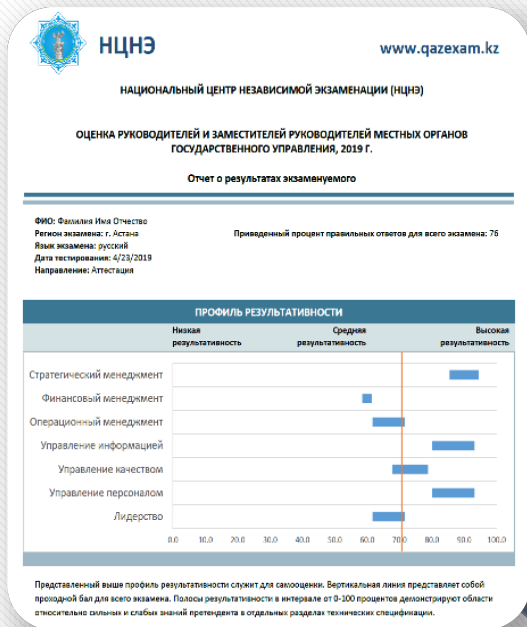 НЦНЭ
www.qazexam.kz
НАЦИОНАЛЬНЫЙ ЦЕНТР НЕЗАВИСИМОЙ ЭКЗАМЕНАЦИИ (НЦНЭ)
ОЦЕНКА РУКОВОДИТЕЛЕЙ И ЗАМЕСТИТЕЛЕЙ РУКОВОДИТЕЛЕЙ МЕСТНЫХ ОРГАНОВ
ГОСУДАРСТВЕННОГО УПРАВЛЕНИЯ, 2019 Г.
Отчет о результатах экзаменуемого
ФИО: Фамилия Имя Отчество
Регион экзамена: г. Астана
Приведенный процент правильных ответов для всего экзамена: 76
Язык экзамена: русский
Дата тестирования: 4/23/2019
Направление: Аттестация
ПРОФИЛЬ РЕЗУЛЬТАТИВНОСТИ
Низкая Средняя Высокая
результативность результативность результативность
Стратегический менеджмент
Финансовый менеджмент
Операционный менеджмент
Управление информацией
Управление качеством
Управление персоналом
Лидерство
0.0 10.0 20.0 30.0 40.0 50.0 60.0 70.0 80.0 90.0 100.0
Представленный выше профиль результативности служит для самооценки. Вертикальная линия представляет собой
проходной бал для всего экзамена. Полосы результативности в интервале от 0-100 процентов демонстрируют области
относительно сильных и слабых знаний претендента в отдельных разделах технических спецификации.